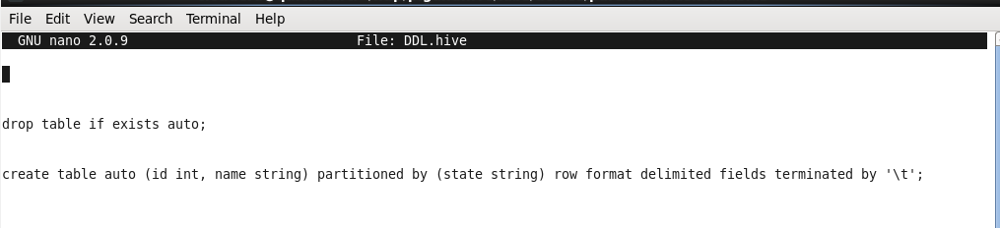 File Edit View Search Terminal Help
GNU nano 2.0.9 File: DDL.hive
drop table if exists auto;
create table auto (id int, name string) partitioned by (state string) row format delimited fields terminated by '\t';